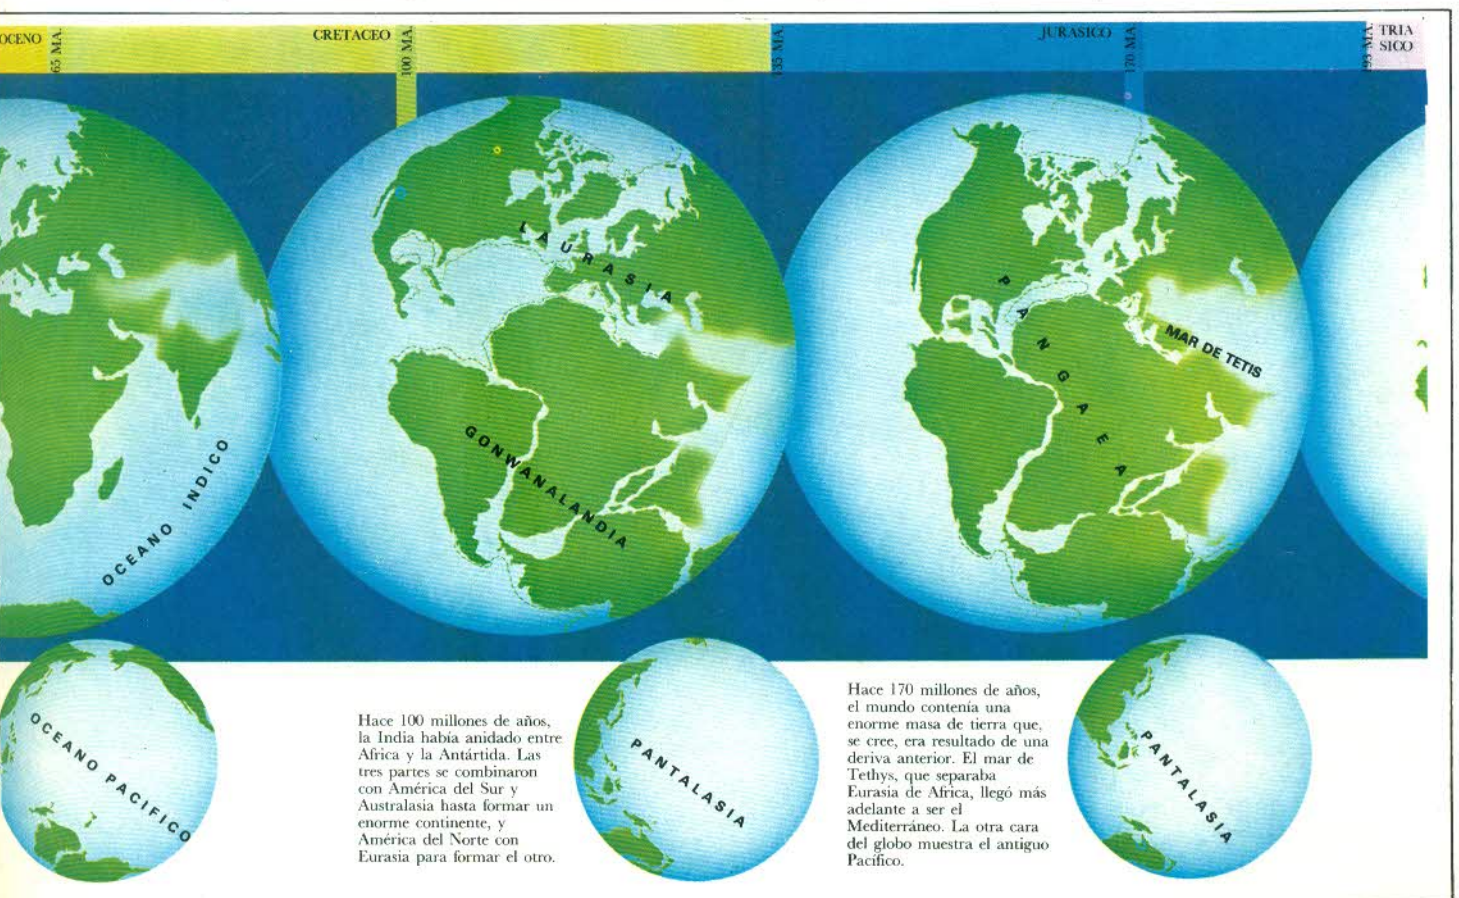 OCENO
65 MA.
CRETACEO
100 MA.
135 MA.
JURASICO
170 MA.
193 MA.
TRIA
SICO
OCEANO INDICO
LAURASIA
GONWANALANDIA
PANGAEA
MAR DE TETIS
OCEANO PACIFICO
Hace 100 millones de años,
la India había anidado entre
Africa y la Antártida. Las
tres partes se combinaron
con América del Sur y
Australasia hasta formar un
enorme continente, y
América del Norte con
Eurasia para formar el otro.
PANTALASIA
Hace 170 millones de años,
el mundo contenía una
enorme masa de tierra que,
se cree, era resultado de una
deriva anterior. El mar de
Tethys, que separaba
Eurasia de Africa, llegó más
adelante a ser el
Mediterráneo. La otra cara
del globo muestra el antiguo
Pacífico.
PANTALASIA